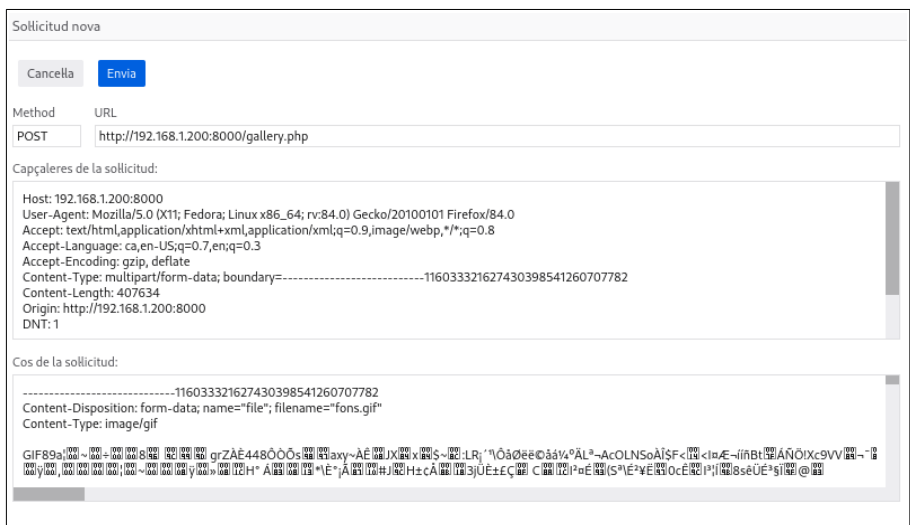 Sol·licitud nova
Cancel·la
Envia
Method
URL
POST
http://192.168.1.200:8000/gallery.php
Capçaleres de la sol·licitud:
Host: 192.168.1.200:8000
User-Agent: Mozilla/5.0 (X11; Fedora; Linux x86_64; rv:84.0) Gecko/20100101 Firefox/84.0
Accept: text/html,application/xhtml+xml,application/xml;q=0.9,image/webp,*/*;q=0.8
Accept-Language: ca,en-US;q=0.7,en;q=0.3
Accept-Encoding: gzip, deflate
Content-Type: multipart/form-data; boundary=---------------------------116033321627430398541260707782
Content-Length: 407634
Origin: http://192.168.1.200:8000
DNT: 1
Cos de la sol·licitud:
-----------------------------116033321627430398541260707782
Content-Disposition: form-data; name="file"; filename="fons.gif"
Content-Type: image/gif
GIF89a